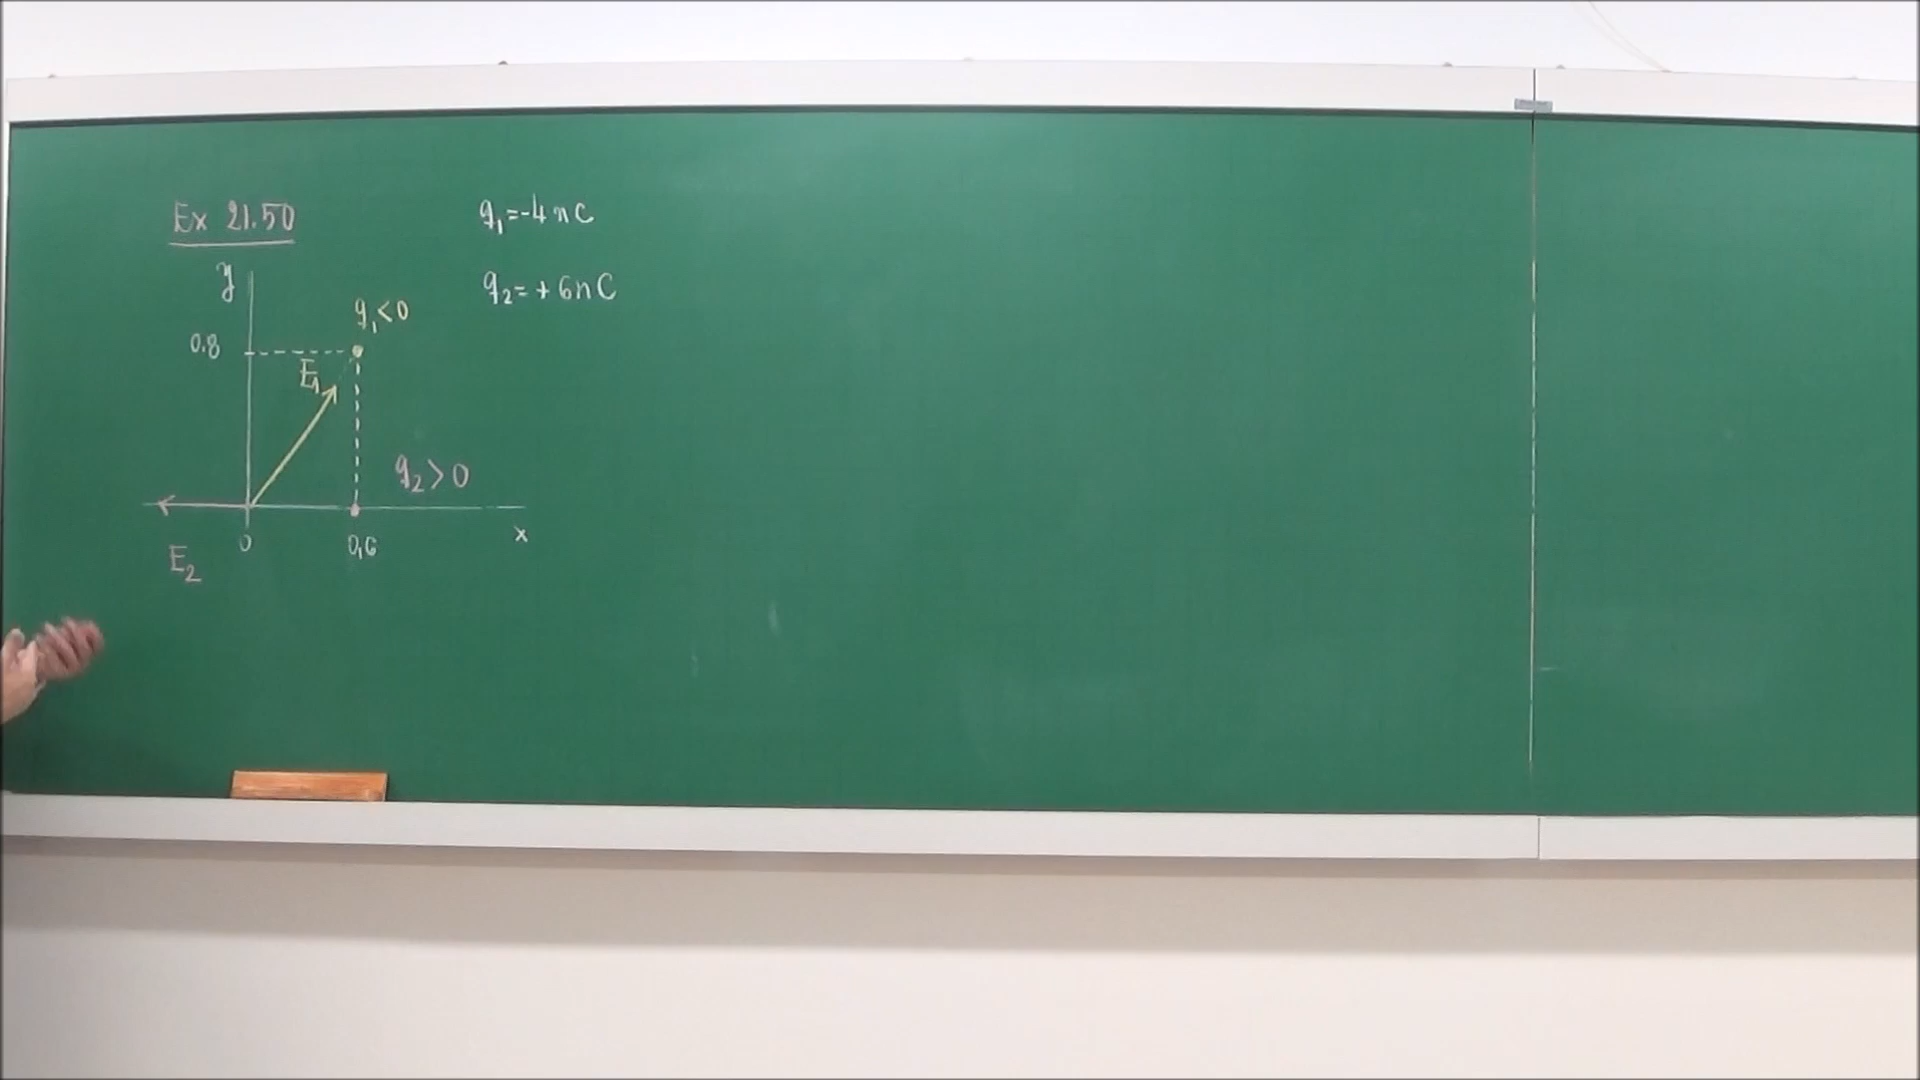 Ex 21.50
q₁=-4nC
q₂=+6nC
y
q₁<0
0.8
E₁
q₂>0
0
0,6
x
E₂